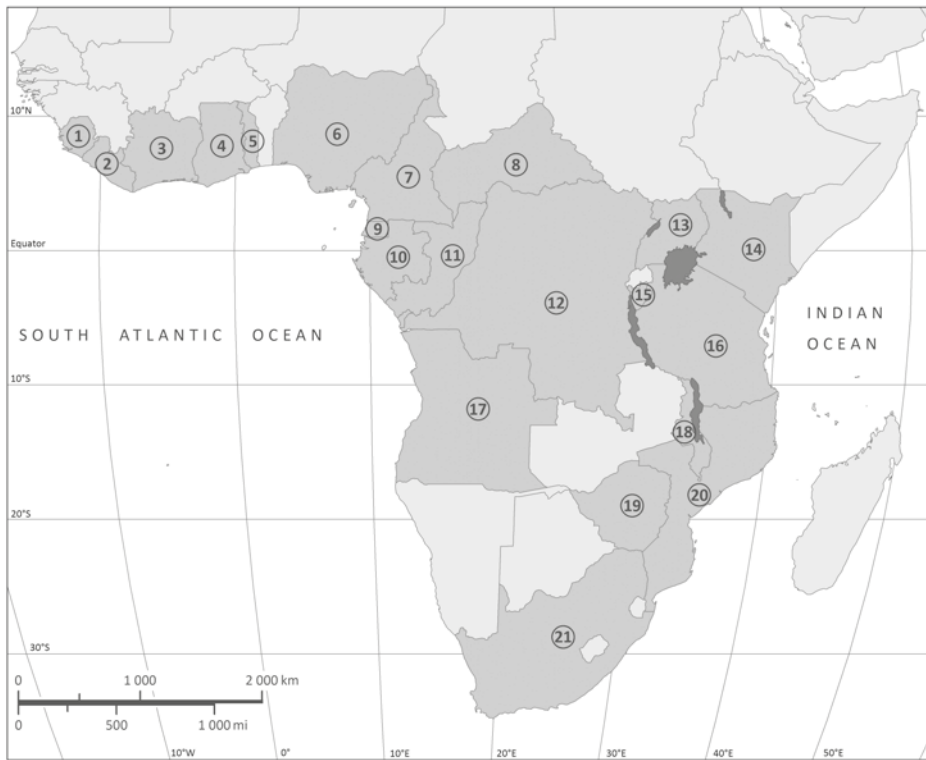 10°N
1
2
3
4
5
6
7
8
9
10
11
12
13
14
15
16
17
18
19
20
21
Equator
SOUTH ATLANTIC OCEAN
INDIAN
OCEAN
10°S
20°S
30°S
0 1 000 2 000 km
0 500 1 000 mi
10°W 0° 10°E 20°E 30°E 40°E 50°E